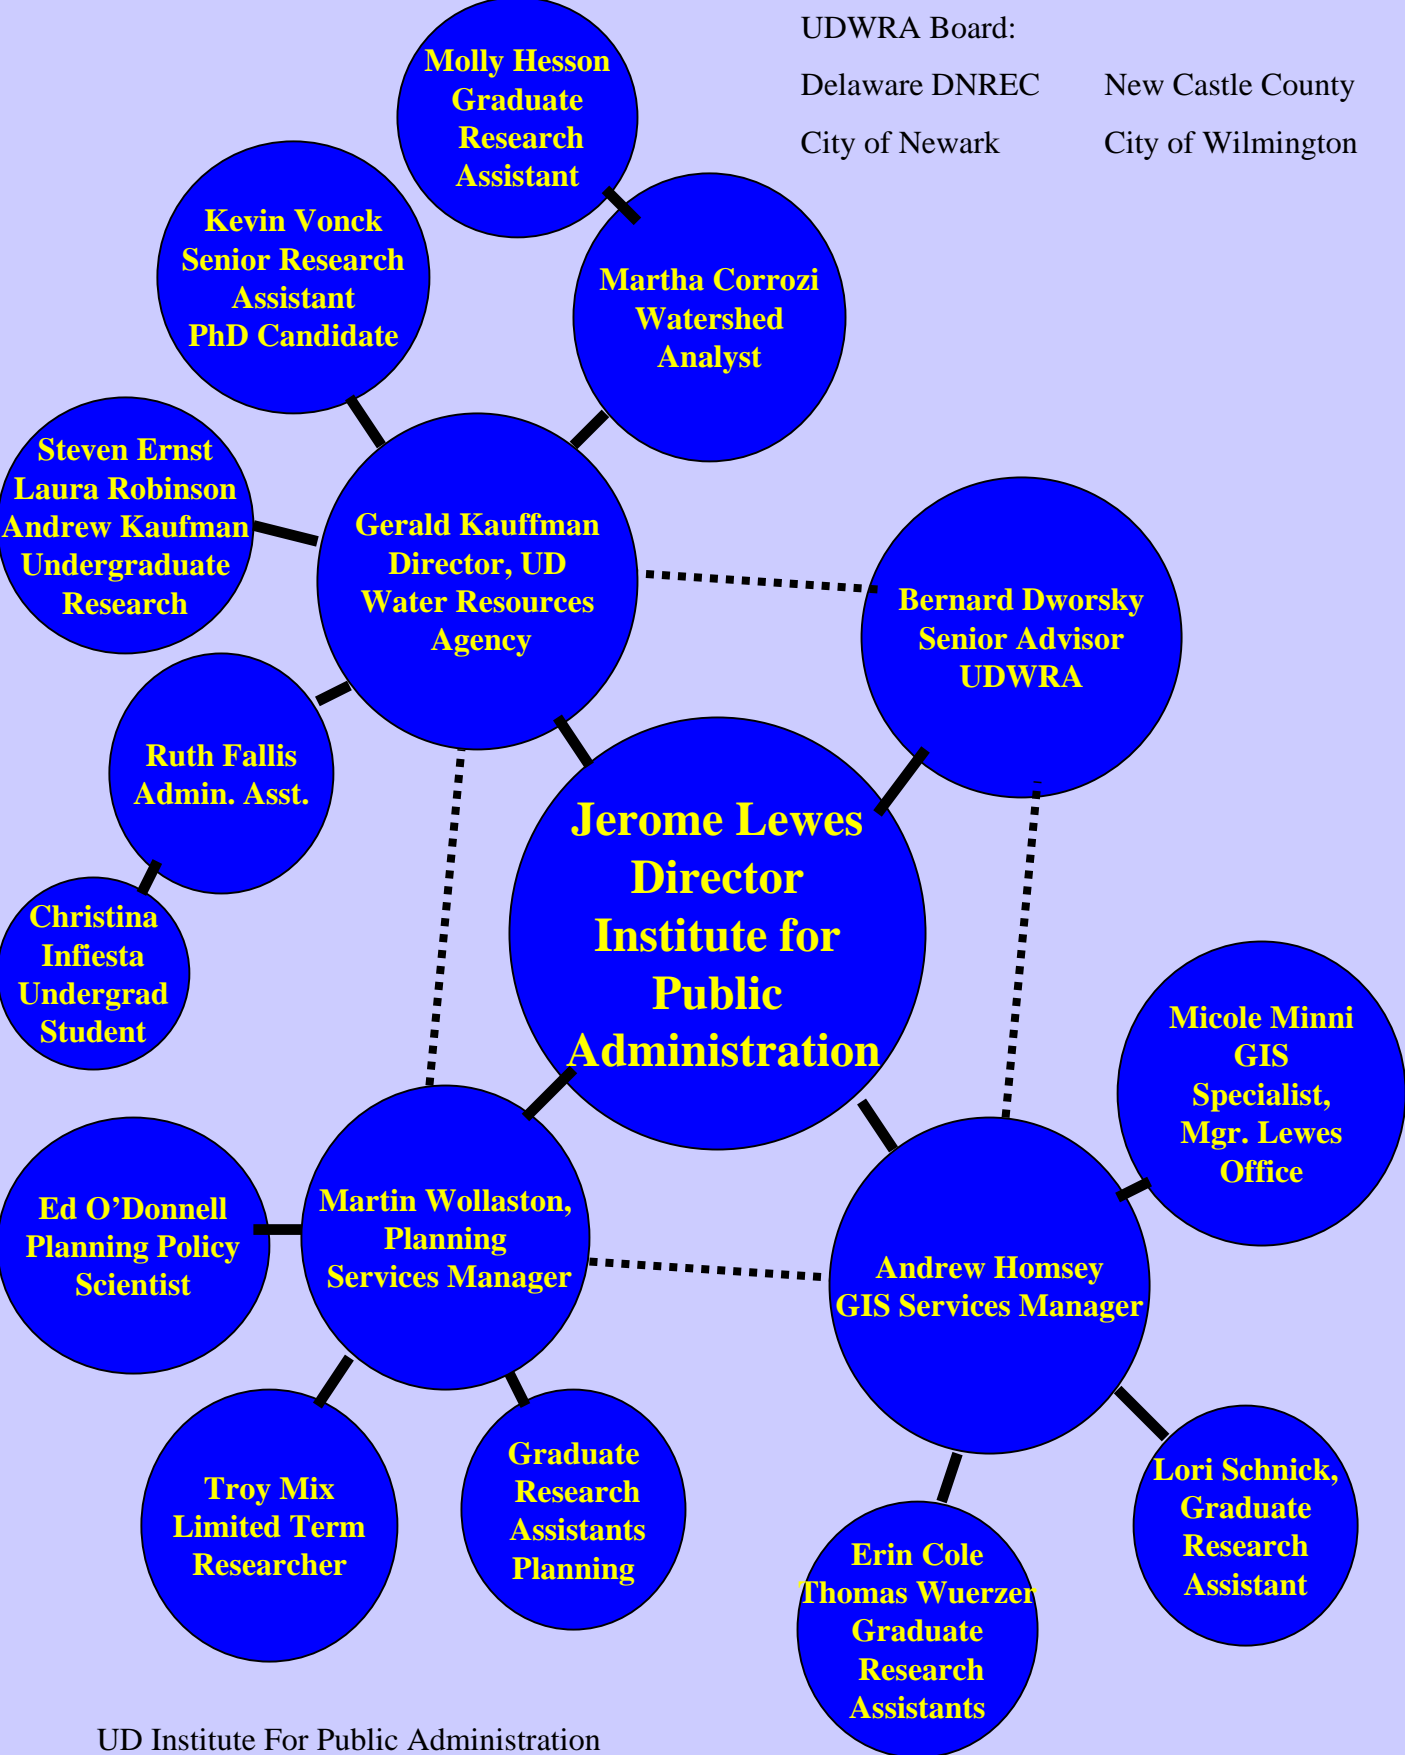 UDWRA Board:
Delaware DNREC New Castle County
City of Newark City of Wilmington
Molly Hesson
Graduate
Research
Assistant
Kevin Vonck
Senior Research
Assistant
PhD Candidate
Martha Corrozi
Watershed
Analyst
Steven Ernst
Laura Robinson
Andrew Kaufman
Undergraduate
Research
Gerald Kauffman
Director, UD
Water Resources
Agency
Bernard Dworsky
Senior Advisor
UDWRA
Ruth Fallis
Admin. Asst.
Jerome Lewes
Director
Institute for
Public
Administration
Christina
Infiesta
Undergrad
Student
Micole Minni
GIS
Specialist,
Mgr. Lewes
Office
Ed O’Donnell
Planning Policy
Scientist
Martin Wollaston,
Planning
Services Manager
Andrew Homsey
GIS Services Manager
Troy Mix
Limited Term
Researcher
Graduate
Research
Assistants
Planning
Erin Cole
Thomas Wuerzer
Graduate
Research
Assistants
Lori Schnick,
Graduate
Research
Assistant
UD Institute For Public Administration